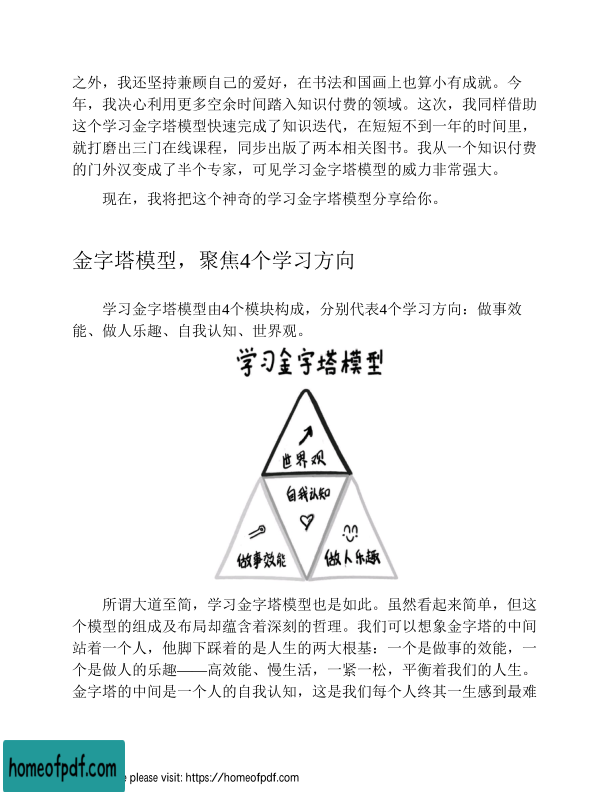 之外，我还坚持兼顾自己的爱好，在书法和国画上也算小有成就。今
年，我决心利用更多空余时间踏入知识付费的领域。这次，我同样借助
这个学习金字塔模型快速完成了知识迭代，在短短不到一年的时间里，
就打磨出三门在线课程，同步出版了两本相关图书。我从一个知识付费
的门外汉变成了半个专家，可见学习金字塔模型的威力非常强大。
现在，我将把这个神奇的学习金字塔模型分享给你。
金字塔模型，聚焦4个学习方向
学习金字塔模型由4个模块构成，分别代表4个学习方向：做事效
能、做人乐趣、自我认知、世界观。
学习金字塔模型
世界观
自我认知
做事效能
做人乐趣
所谓大道至简，学习金字塔模型也是如此。虽然看起来简单，但这
个模型的组成及布局却蕴含着深刻的哲理。我们可以想象金字塔的中间
站着一个人，他脚下踩着的是人生的两大根基：一个是做事的效能，一
个是做人的乐趣——高效能、慢生活，一紧一松，平衡着我们的人生。
金字塔的中间是一个人的自我认知，这是我们每个人终其一生感到最难
homeofpdf.com
e please visit: https://homeofpdf.com